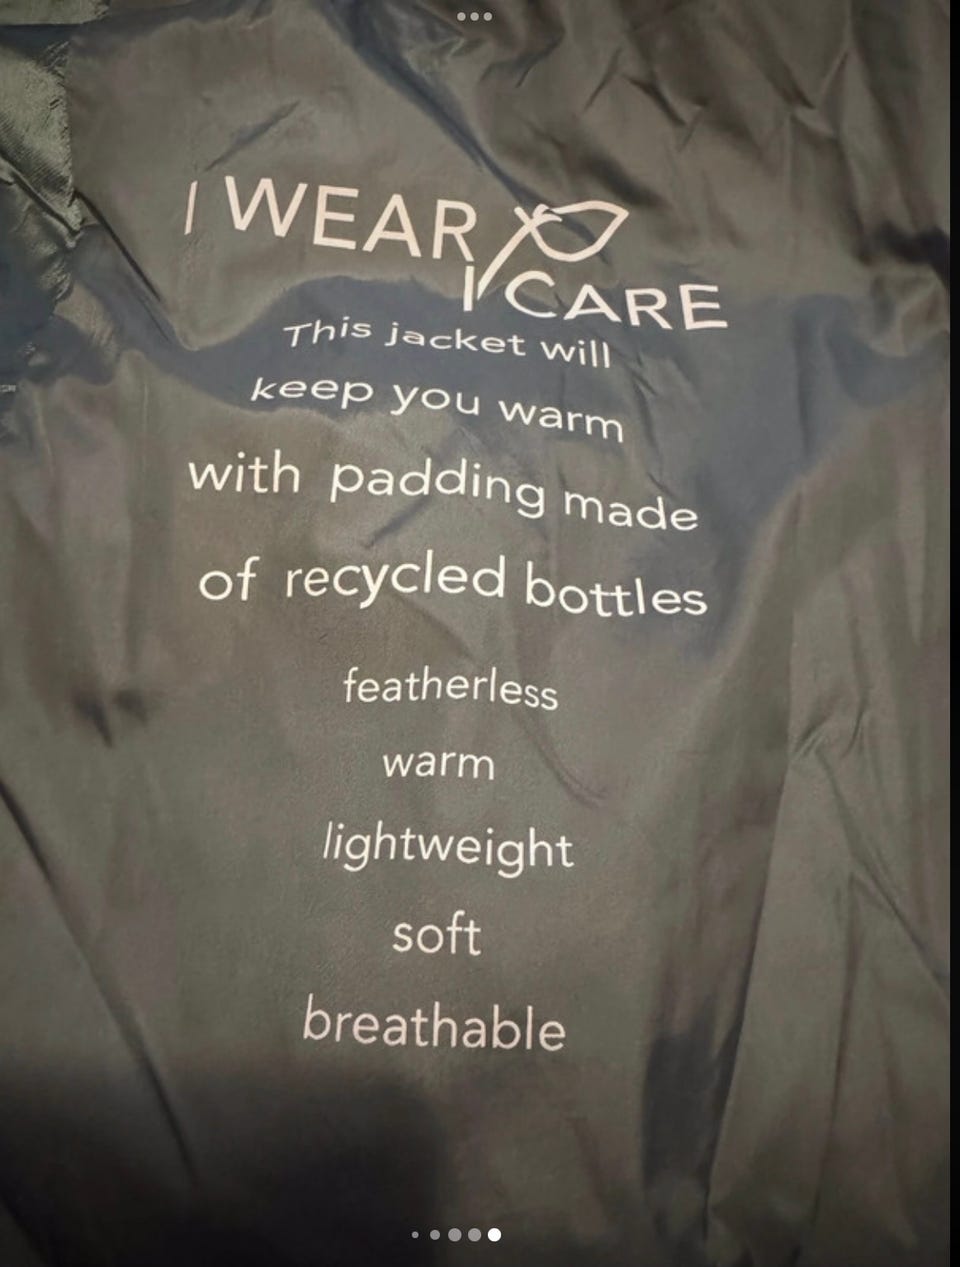 I WEAR
I CARE
This jacket will
keep you warm
with padding made
of recycled bottles
featherless
warm
lightweight
soft
breathable